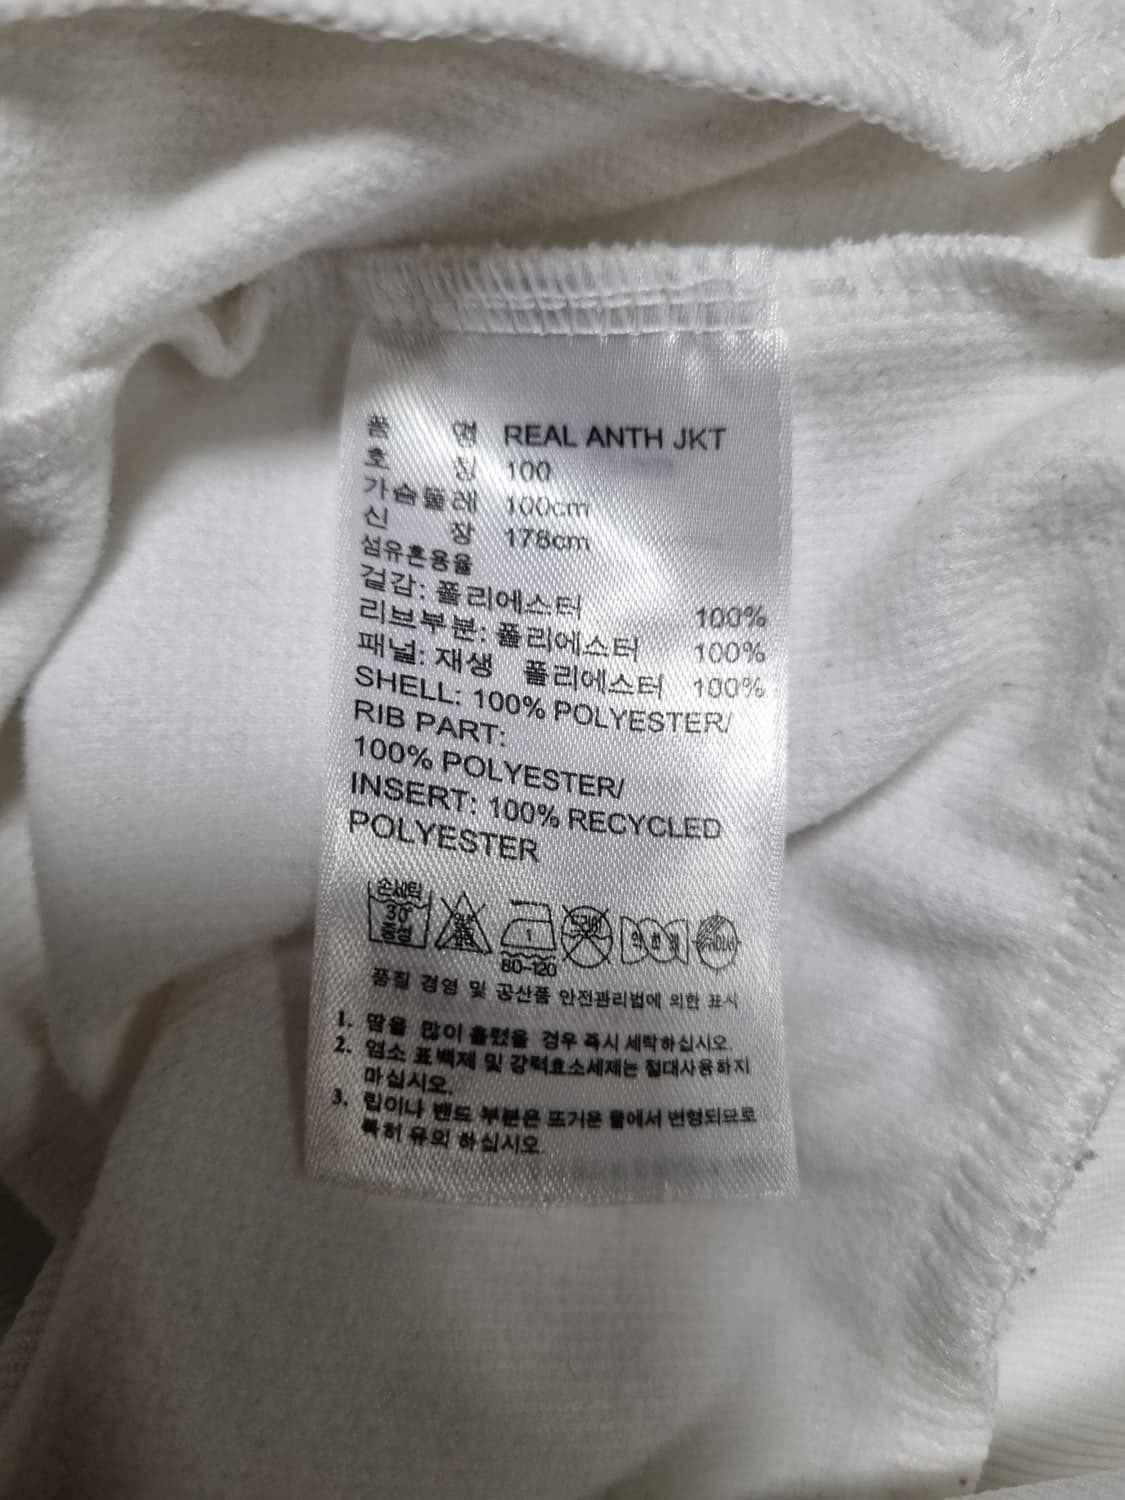 품 명 REAL ANTH JKT
호 칭 100
가슴둘레 100cm
신 장 178cm
섬유혼용율
겉감: 폴리에스터 100%
리브부분: 폴리에스터 100%
패널: 재생 폴리에스터 100%
SHELL: 100% POLYESTER/
RIB PART:
100% POLYESTER/
INSERT: 100% RECYCLED
POLYESTER
손세탁
30°
중성
1
80-120
드라이
약 하 게
품질 경영 및 공산품 안전관리법에 의한 표시
1. 땀을 많이 흘렸을 경우 즉시 세탁하십시오.
2. 염소 표백제 및 강력효소세제는 절대사용하지
마십시오.
3. 립이나 밴드 부분은 뜨거운 물에서 변형되므로
특히 유의 하십시오.